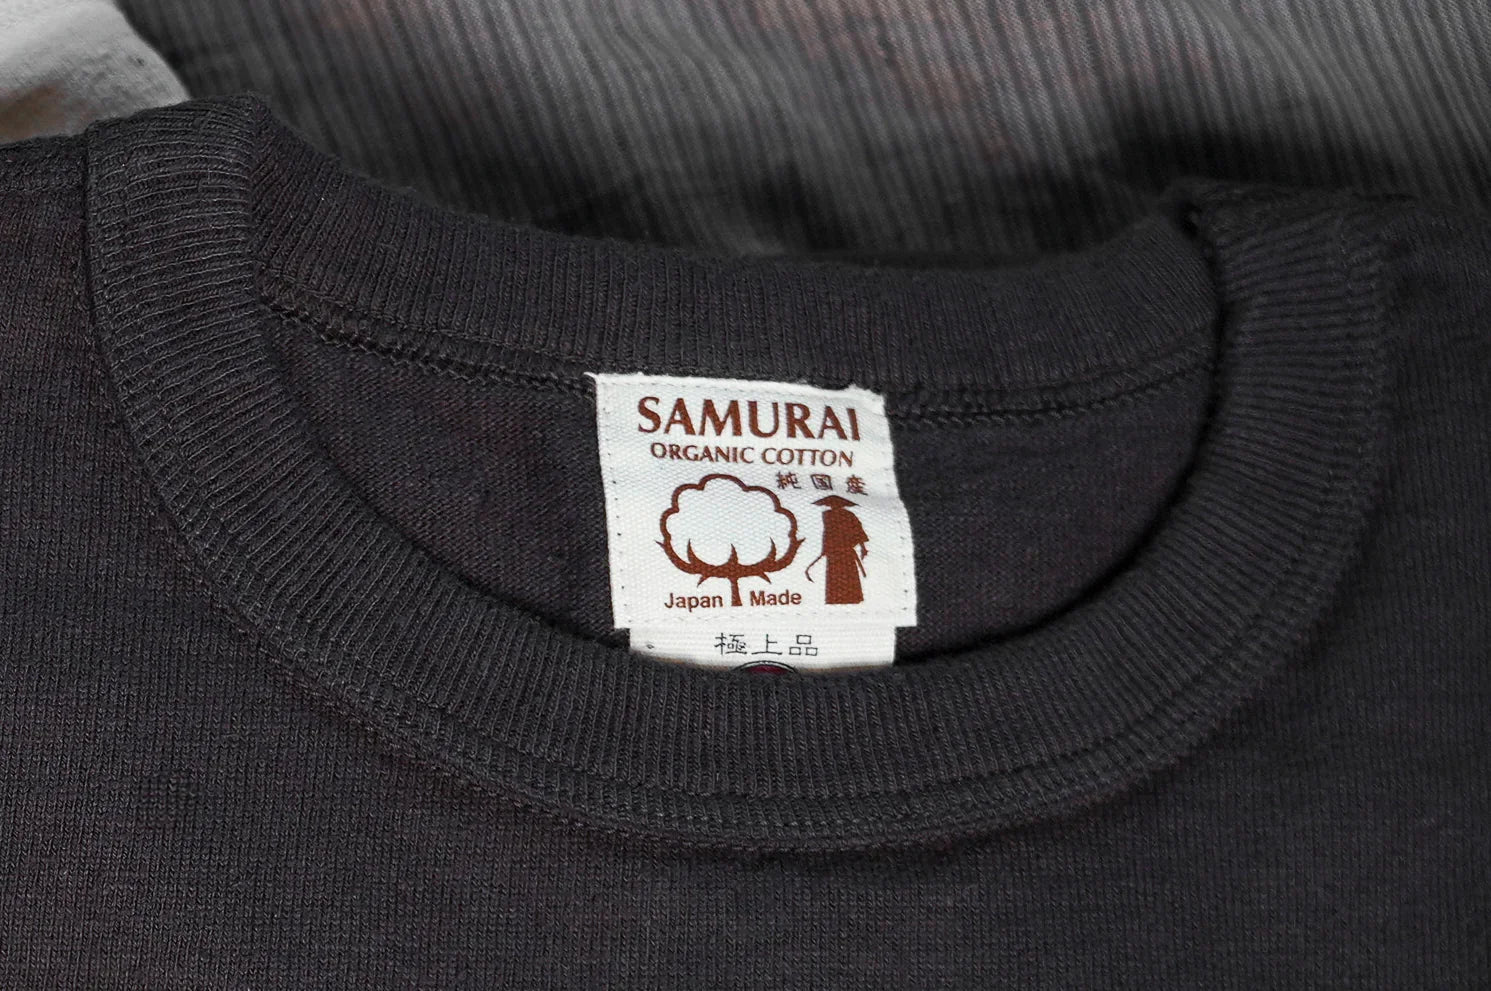 SAMURAI
ORGANIC COTTON
純国産
Japan Made
極上品